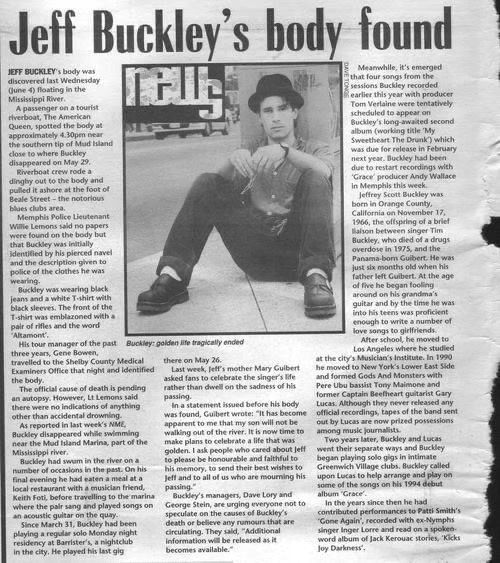 Jeff Buckley's body found
JEFF BUCKLEY's body was
discovered last Wednesday
(June 4) floating in the
Mississippi River.
A passenger on a tourist
riverboat, The American
Queen, spotted the body at
approximately 4.30pm near
the southern tip of Mud Island
close to where Buckley
disappeared on May 29.
Riverboat crew rode a
dinghy out to the body and
pulled it ashore at the foot of
Beale Street – the notorious
blues clubs area.
Memphis Police Lieutenant
Willie Lemons said no papers
were found on the body but
that Buckley was initially
identified by his pierced navel
and the description given to
police of the clothes he was
wearing.
Buckley was wearing black
jeans and a white T-shirt with
black sleeves. The front of the
T-shirt was emblazoned with a
pair of rifles and the word
'Altamont'.
His tour manager of the past
three years, Gene Bowen,
travelled to the Shelby County Medical
Examiners Office that night and identified
the body.
The official cause of death is pending
an autopsy. However, Lt Lemons said
there were no indications of anything
other than accidental drowning.
As reported in last week's NME,
Buckley disappeared while swimming
near the Mud Island Marina, part of the
Mississippi river.
Buckley had swum in the river on a
number of occasions in the past. On his
final evening he had eaten a meal at a
local restaurant with a musician friend,
Keith Foti, before travelling to the marina
where the pair sang and played songs on
an acoustic guitar on the quay.
Since March 31, Buckley had been
playing a regular solo Monday night
residency at Barrister's, a nightclub
in the city. He played his last gig
news
DAVE TONGE
Buckley: golden life tragically ended
there on May 26.
Last week, Jeff's mother Mary Guibert
asked fans to celebrate the singer's life
rather than dwell on the sadness of his
passing.
In a statement issued before his body
was found, Guibert wrote: "It has become
apparent to me that my son will not be
walking out of the river. It is now time to
make plans to celebrate a life that was
golden. I ask people who cared about Jeff
to please be honourable and faithful to
his memory, to send their best wishes to
Jeff and to all of us who are mourning his
passing."
Buckley's managers, Dave Lory and
George Stein, are urging everyone not to
speculate on the causes of Buckley's
death or believe any rumours that are
circulating. They said, "Additional
information will be released as it
becomes available."
Meanwhile, it's emerged
that four songs from the
sessions Buckley recorded
earlier this year with producer
Tom Verlaine were tentatively
scheduled to appear on
Buckley's long-awaited second
album (working title 'My
Sweetheart The Drunk') which
was due for release in February
next year. Buckley had been
due to restart recordings with
'Grace' producer Andy Wallace
in Memphis this week.
Jeffrey Scott Buckley was
born in Orange County,
California on November 17,
1966, the offspring of a brief
liaison between singer Tim
Buckley, who died of a drugs
overdose in 1975, and the
Panama-born Guibert. He was
just six months old when his
father left Guibert. At the age
of five he began fooling
around on his grandma's
guitar and by the time he was
into his teens was proficient
enough to write a number of
love songs to girlfriends.
After school, he moved to
Los Angeles where he studied
at the city's Musician's Institute. In 1990
he moved to New York's Lower East Side
and formed Gods And Monsters with
Pere Ubu bassist Tony Maimone and
former Captain Beefheart guitarist Gary
Lucas. Although they never released any
official recordings, tapes of the band sent
out by Lucas are now prized possessions
among music journalists.
Two years later, Buckley and Lucas
went their separate ways and Buckley
began playing solo gigs in intimate
Greenwich Village clubs. Buckley called
upon Lucas to help arrange and play on
some of the songs on his 1994 debut
album 'Grace'.
In the years since then he had
contributed performances to Patti Smith's
'Gone Again', recorded with ex-Nymphs
singer Inger Lorre and read on a spoken-
word album of Jack Kerouac stories, 'Kicks
Joy Darkness'.